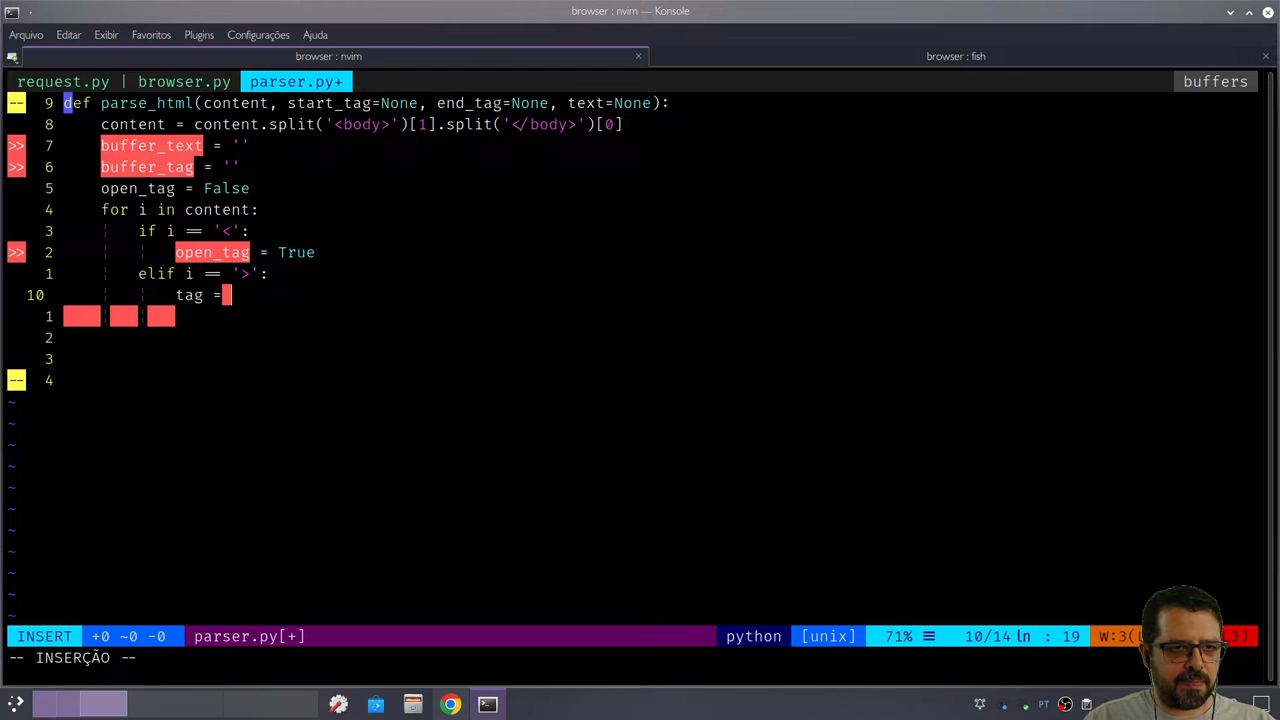 browser : nvim — Konsole
Arquivo Editar Exibir Favoritos Plugins Configurações Ajuda
browser : nvim
browser : fish
request.py | browser.py parser.py+ buffers
-- 9 def parse_html(content, start_tag=None, end_tag=None, text=None):
8 content = content.split('<body>')[1].split('</body>')[0]
>> 7 buffer_text = ''
>> 6 buffer_tag = ''
5 open_tag = False
4 for i in content:
3 if i == '<':
>> 2 open_tag = True
1 elif i == '>':
10 tag =
1
2
3
-- 4
~
~
~
~
~
~
~
~
~
~
~
INSERT +0 ~0 -0 parser.py[+] python [unix] 71% ≡ 10/14 ln : 19 W:3(
-- INSERÇÃO --
PT